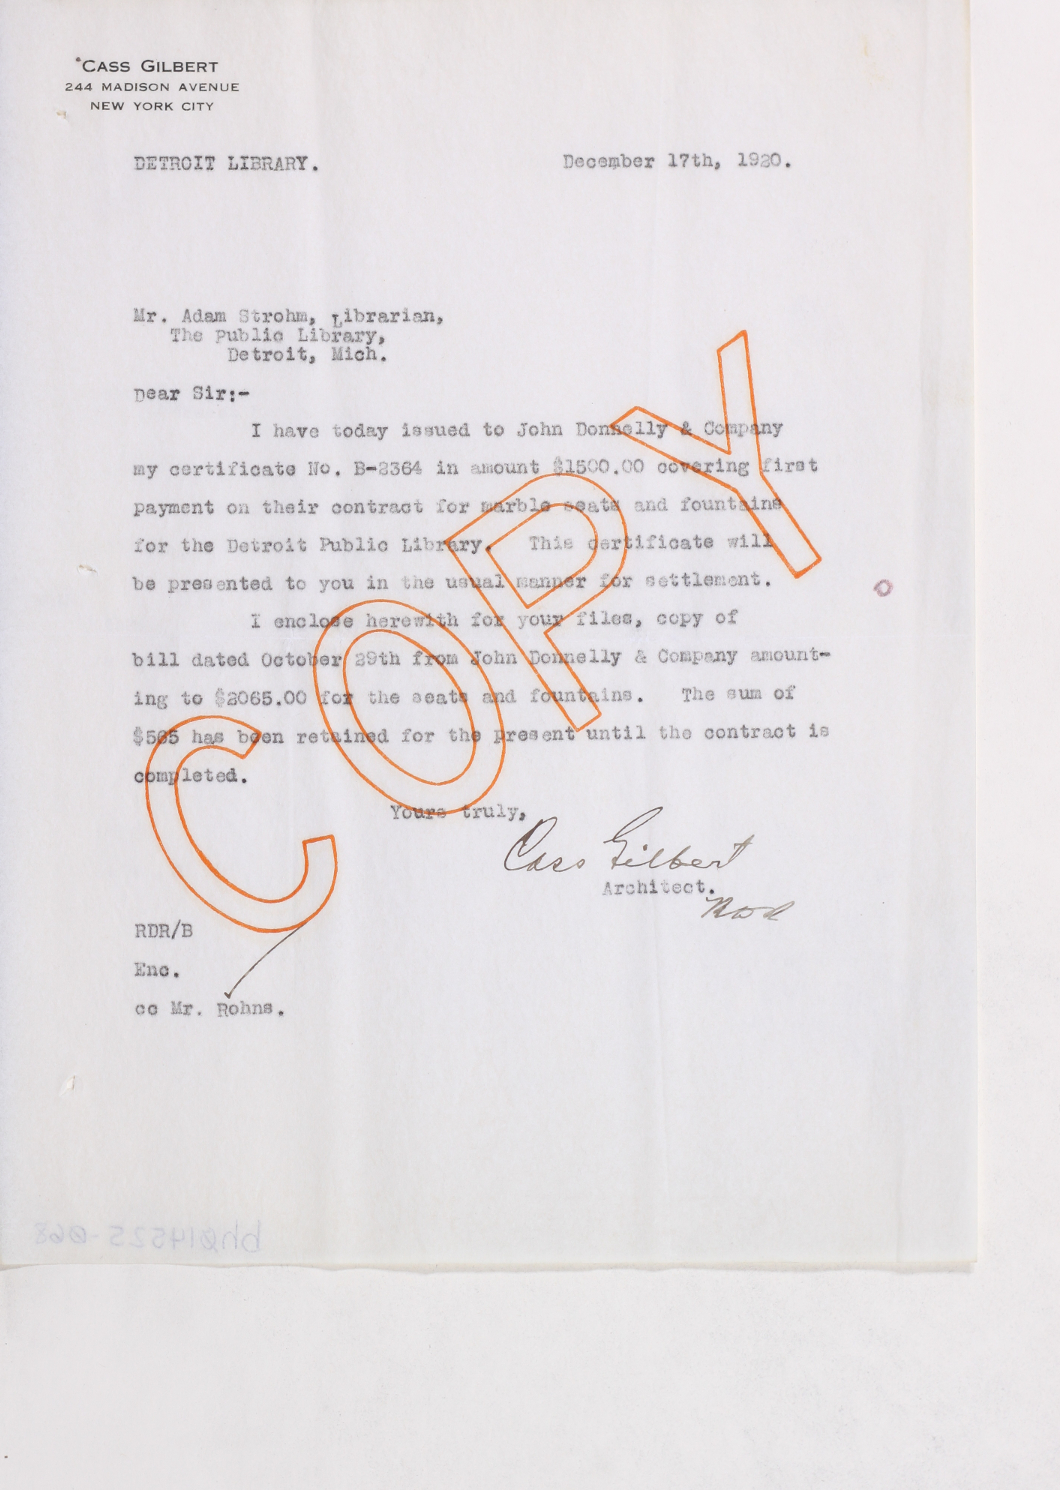 CASS GILBERT
244 MADISON AVENUE
NEW YORK CITY
DETROIT LIBRARY. December 17th, 1920.
Mr. Adam Strohm, Librarian,
The Public Library,
Detroit, Mich.
Dear Sir:-
I have today issued to John Donnelly & Company
my certificate No. B-2364 in amount $1500.00 covering first
payment on their contract for marble seats and fountains
for the Detroit Public Library. This certificate will
be presented to you in the usual manner for settlement.
I enclose herewith for your files, copy of
bill dated October 29th from John Donnelly & Company amount-
ing to $2065.00 for the seats and fountains. The sum of
$565 has been retained for the present until the contract is
completed.
Yours truly,
Cass Gilbert
Architect.
RDR/B
Enc.
cc Mr. Rohns.
COPY
bh014525-068